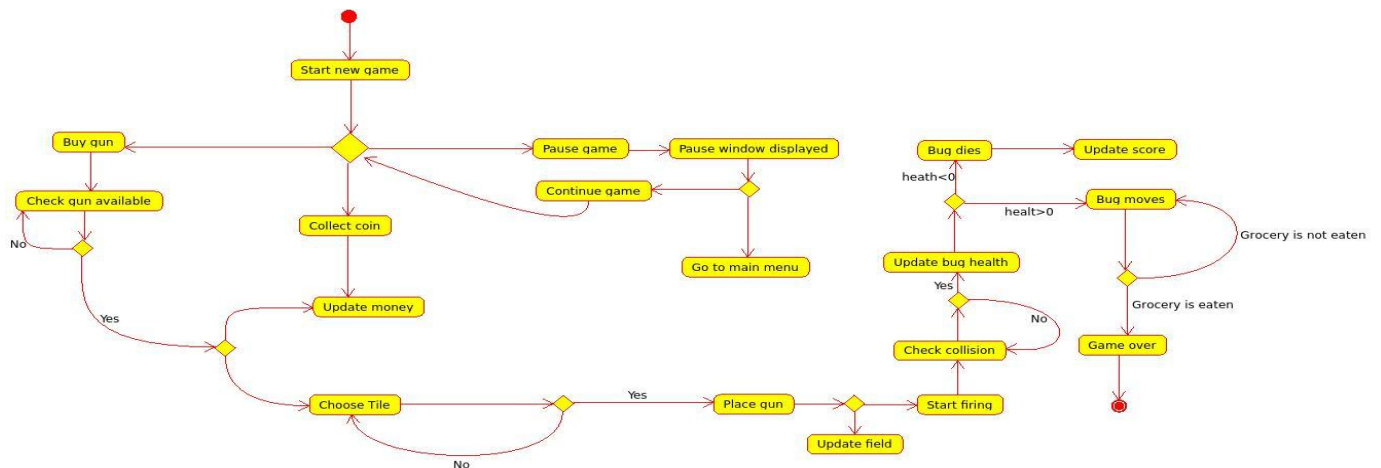 Start new game
Buy gun
Pause game
Pause window displayed
Bug dies
Update score
heath<0
Check gun available
Continue game
healt>0
Bug moves
Collect coin
No
Grocery is not eaten
Go to main menu
Update bug health
Yes
Update money
Grocery is eaten
Yes
No
Check collision
Game over
Choose Tile
Yes
Place gun
Start firing
Update field
No